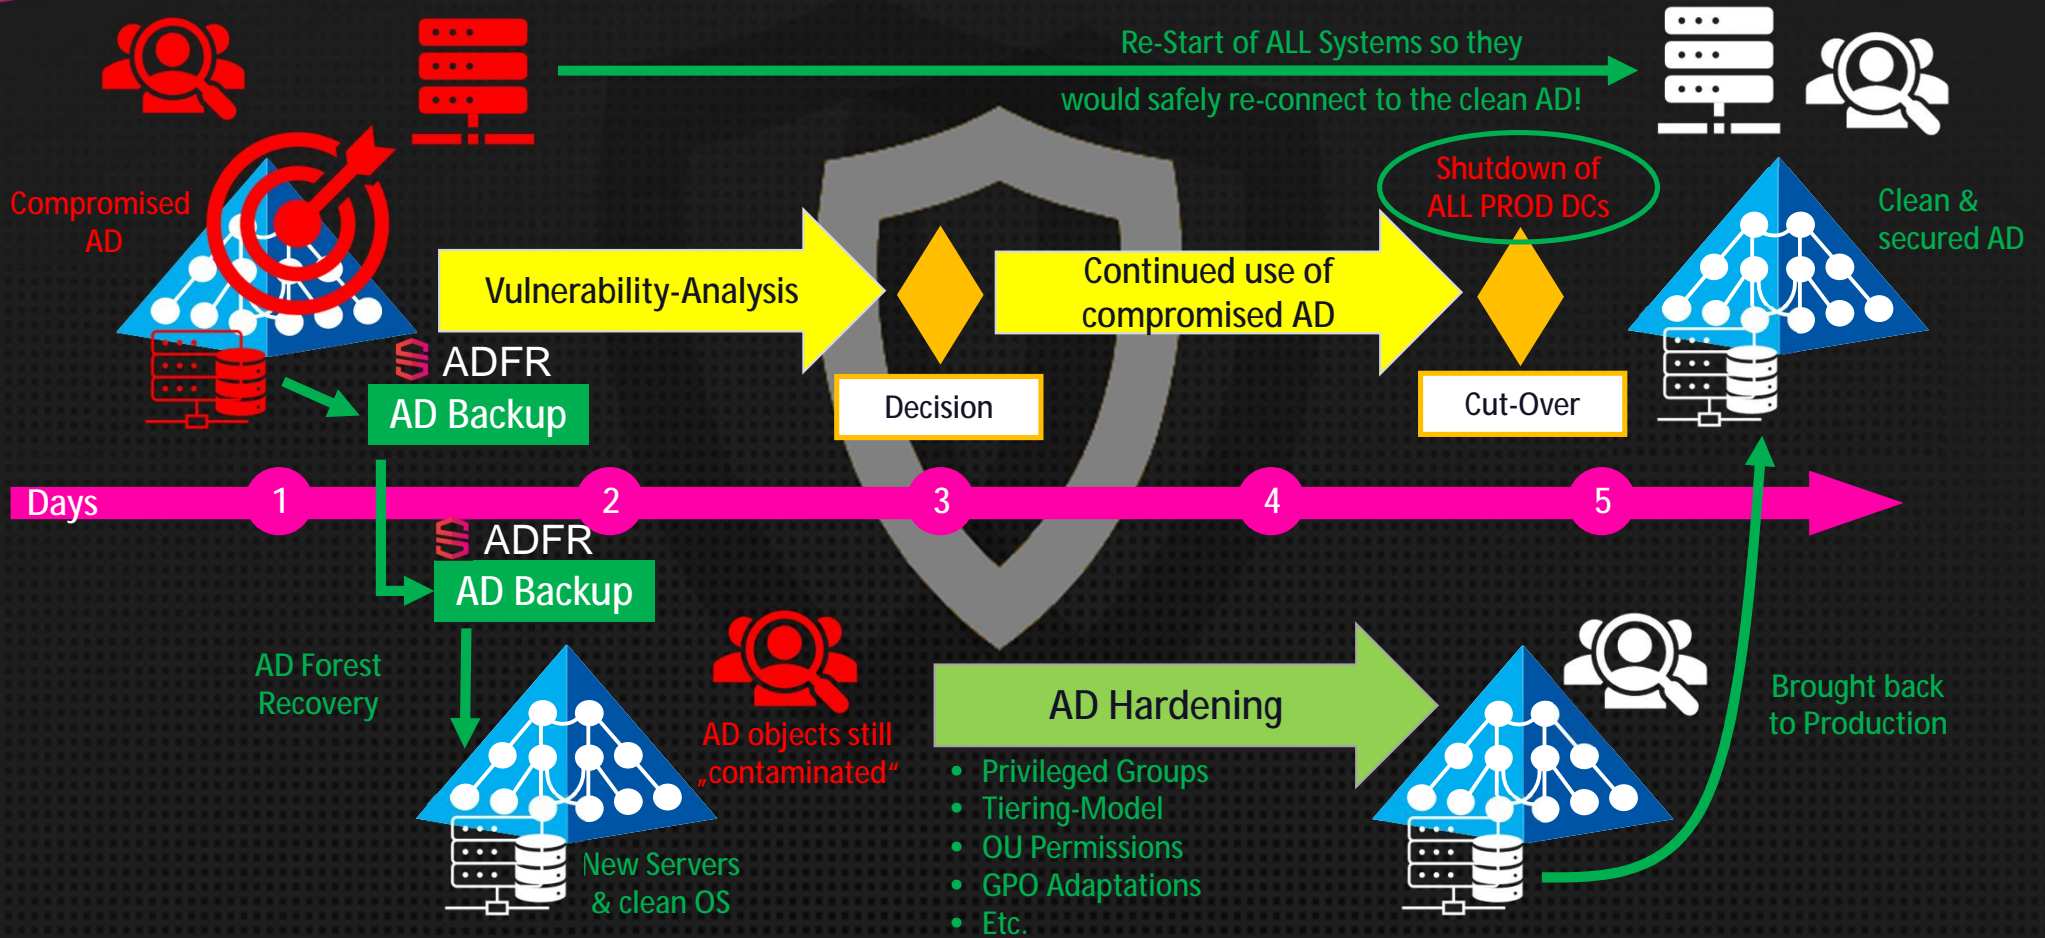 Re-Start of ALL Systems so they
would safely re-connect to the clean AD!
Compromised
AD
Shutdown of
ALL PROD DCs
Clean &
secured AD
Vulnerability-Analysis
Continued use of
compromised AD
ADFR
AD Backup
Decision
Cut-Over
Days
1
2
3
4
5
ADFR
AD Backup
AD Forest
Recovery
AD objects still
„contaminated“
New Servers
& clean OS
AD Hardening
• Privileged Groups
• Tiering-Model
• OU Permissions
• GPO Adaptations
• Etc.
Brought back
to Production